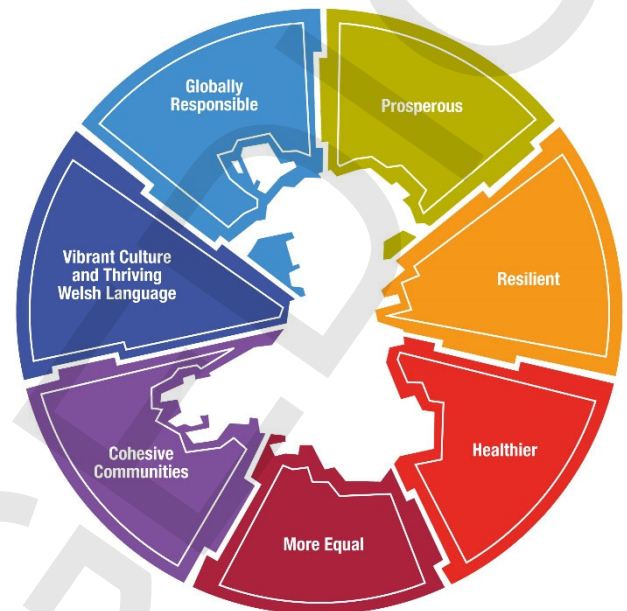 Globally
Responsible
Prosperous
Vibrant Culture
and Thriving
Welsh Language
Resilient
Cohesive
Communities
Healthier
More Equal